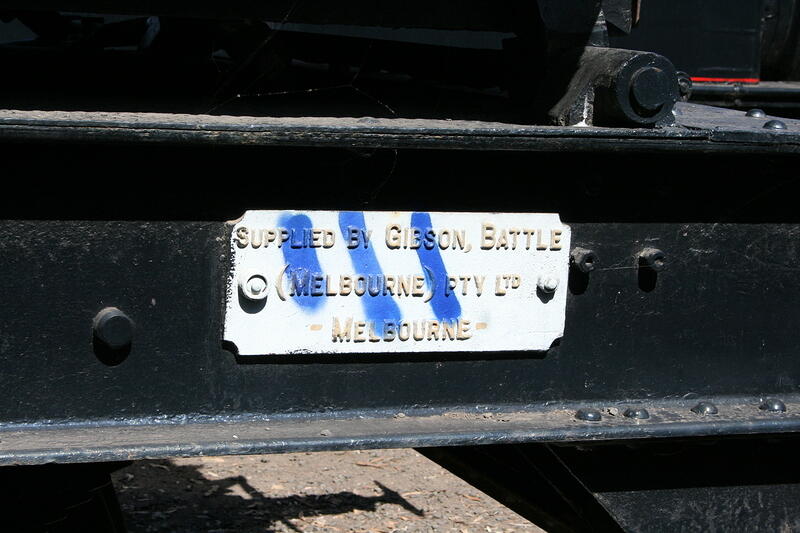 SUPPLIED BY GIBSON, BATTLE
(MELBOURNE) PTY LTD
- MELBOURNE -